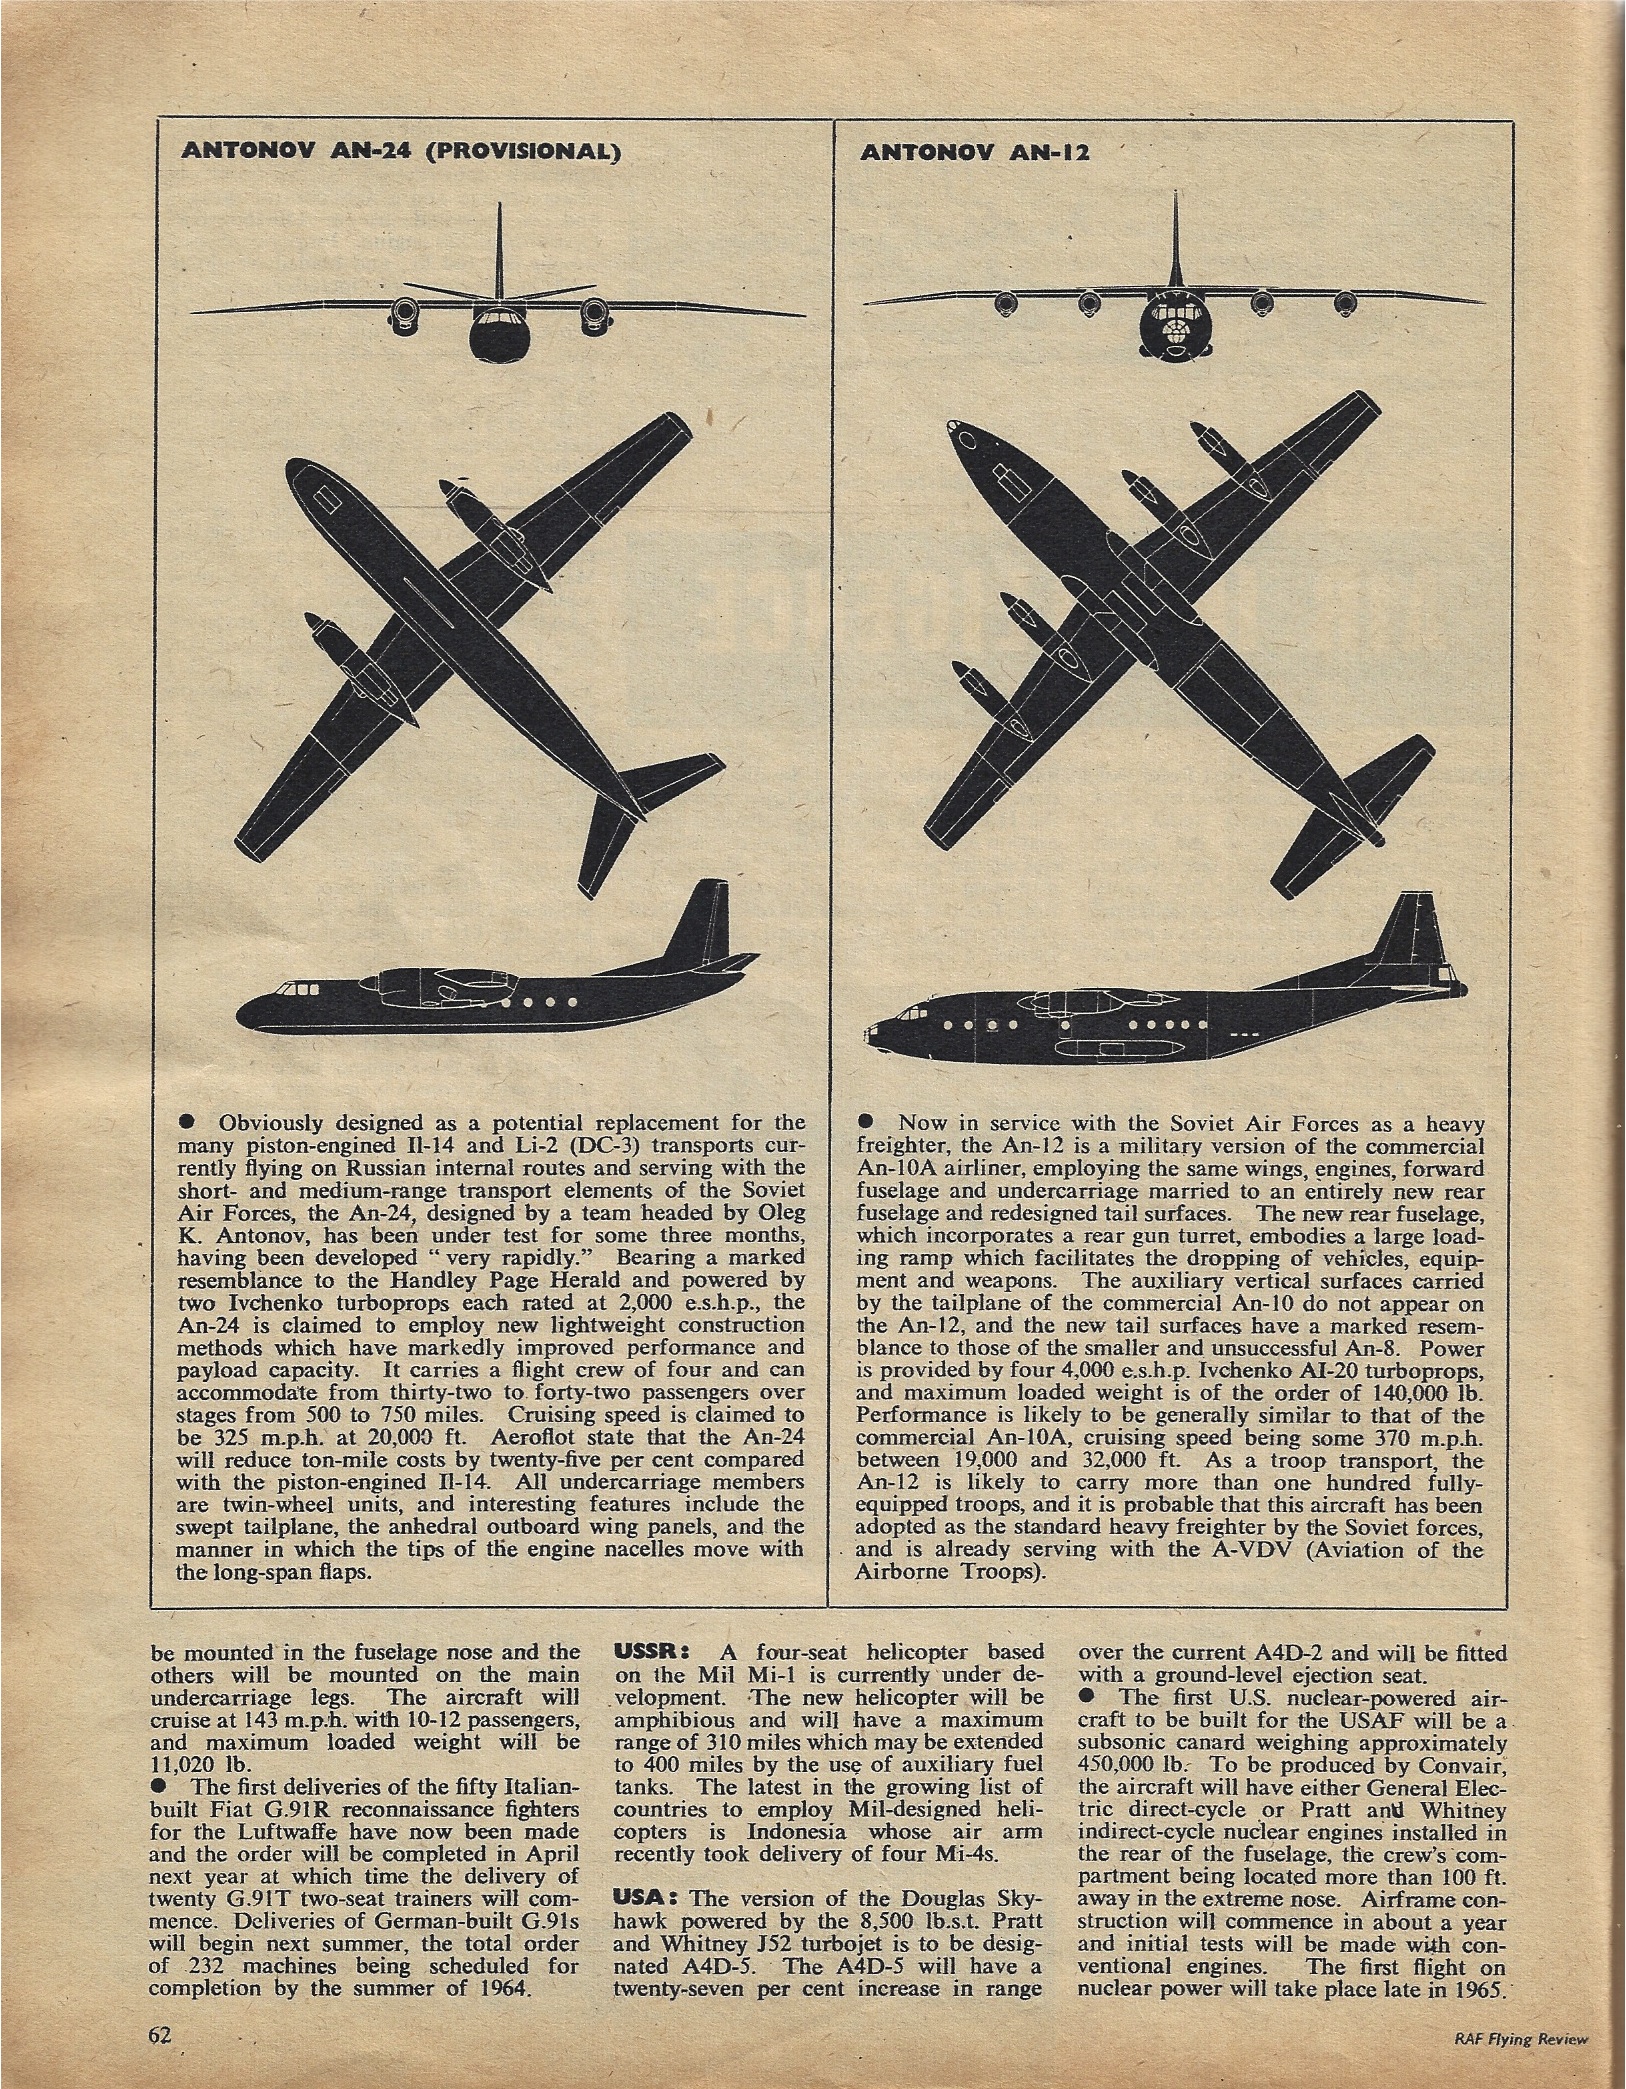 ANTONOV AN-24 (PROVISIONAL)
● Obviously designed as a potential replacement for the
many piston-engined Il-14 and Li-2 (DC-3) transports cur-
rently flying on Russian internal routes and serving with the
short- and medium-range transport elements of the Soviet
Air Forces, the An-24, designed by a team headed by Oleg
K. Antonov, has been under test for some three months,
having been developed “ very rapidly.” Bearing a marked
resemblance to the Handley Page Herald and powered by
two Ivchenko turboprops each rated at 2,000 e.s.h.p., the
An-24 is claimed to employ new lightweight construction
methods which have markedly improved performance and
payload capacity. It carries a flight crew of four and can
accommodate from thirty-two to forty-two passengers over
stages from 500 to 750 miles. Cruising speed is claimed to
be 325 m.p.h. at 20,000 ft. Aeroflot state that the An-24
will reduce ton-mile costs by twenty-five per cent compared
with the piston-engined Il-14. All undercarriage members
are twin-wheel units, and interesting features include the
swept tailplane, the anhedral outboard wing panels, and the
manner in which the tips of the engine nacelles move with
the long-span flaps.
ANTONOV AN-12
● Now in service with the Soviet Air Forces as a heavy
freighter, the An-12 is a military version of the commercial
An-10A airliner, employing the same wings, engines, forward
fuselage and undercarriage married to an entirely new rear
fuselage and redesigned tail surfaces. The new rear fuselage,
which incorporates a rear gun turret, embodies a large load-
ing ramp which facilitates the dropping of vehicles, equip-
ment and weapons. The auxiliary vertical surfaces carried
by the tailplane of the commercial An-10 do not appear on
the An-12, and the new tail surfaces have a marked resem-
blance to those of the smaller and unsuccessful An-8. Power
is provided by four 4,000 e.s.h.p. Ivchenko AI-20 turboprops,
and maximum loaded weight is of the order of 140,000 lb.
Performance is likely to be generally similar to that of the
commercial An-10A, cruising speed being some 370 m.p.h.
between 19,000 and 32,000 ft. As a troop transport, the
An-12 is likely to carry more than one hundred fully-
equipped troops, and it is probable that this aircraft has been
adopted as the standard heavy freighter by the Soviet forces,
and is already serving with the A-VDV (Aviation of the
Airborne Troops).
be mounted in the fuselage nose and the
others will be mounted on the main
undercarriage legs. The aircraft will
cruise at 143 m.p.h. with 10-12 passengers,
and maximum loaded weight will be
11,020 lb.
● The first deliveries of the fifty Italian-
built Fiat G.91R reconnaissance fighters
for the Luftwaffe have now been made
and the order will be completed in April
next year at which time the delivery of
twenty G.91T two-seat trainers will com-
mence. Deliveries of German-built G.91s
will begin next summer, the total order
of 232 machines being scheduled for
completion by the summer of 1964.
USSR: A four-seat helicopter based
on the Mil Mi-1 is currently under de-
velopment. The new helicopter will be
amphibious and will have a maximum
range of 310 miles which may be extended
to 400 miles by the use of auxiliary fuel
tanks. The latest in the growing list of
countries to employ Mil-designed heli-
copters is Indonesia whose air arm
recently took delivery of four Mi-4s.
USA: The version of the Douglas Sky-
hawk powered by the 8,500 lb.s.t. Pratt
and Whitney J52 turbojet is to be desig-
nated A4D-5. The A4D-5 will have a
twenty-seven per cent increase in range
over the current A4D-2 and will be fitted
with a ground-level ejection seat.
● The first U.S. nuclear-powered air-
craft to be built for the USAF will be a
subsonic canard weighing approximately
450,000 lb. To be produced by Convair,
the aircraft will have either General Elec-
tric direct-cycle or Pratt and Whitney
indirect-cycle nuclear engines installed in
the rear of the fuselage, the crew's com-
partment being located more than 100 ft.
away in the extreme nose. Airframe con-
struction will commence in about a year
and initial tests will be made with con-
ventional engines. The first flight on
nuclear power will take place late in 1965.
62
RAF Flying Review